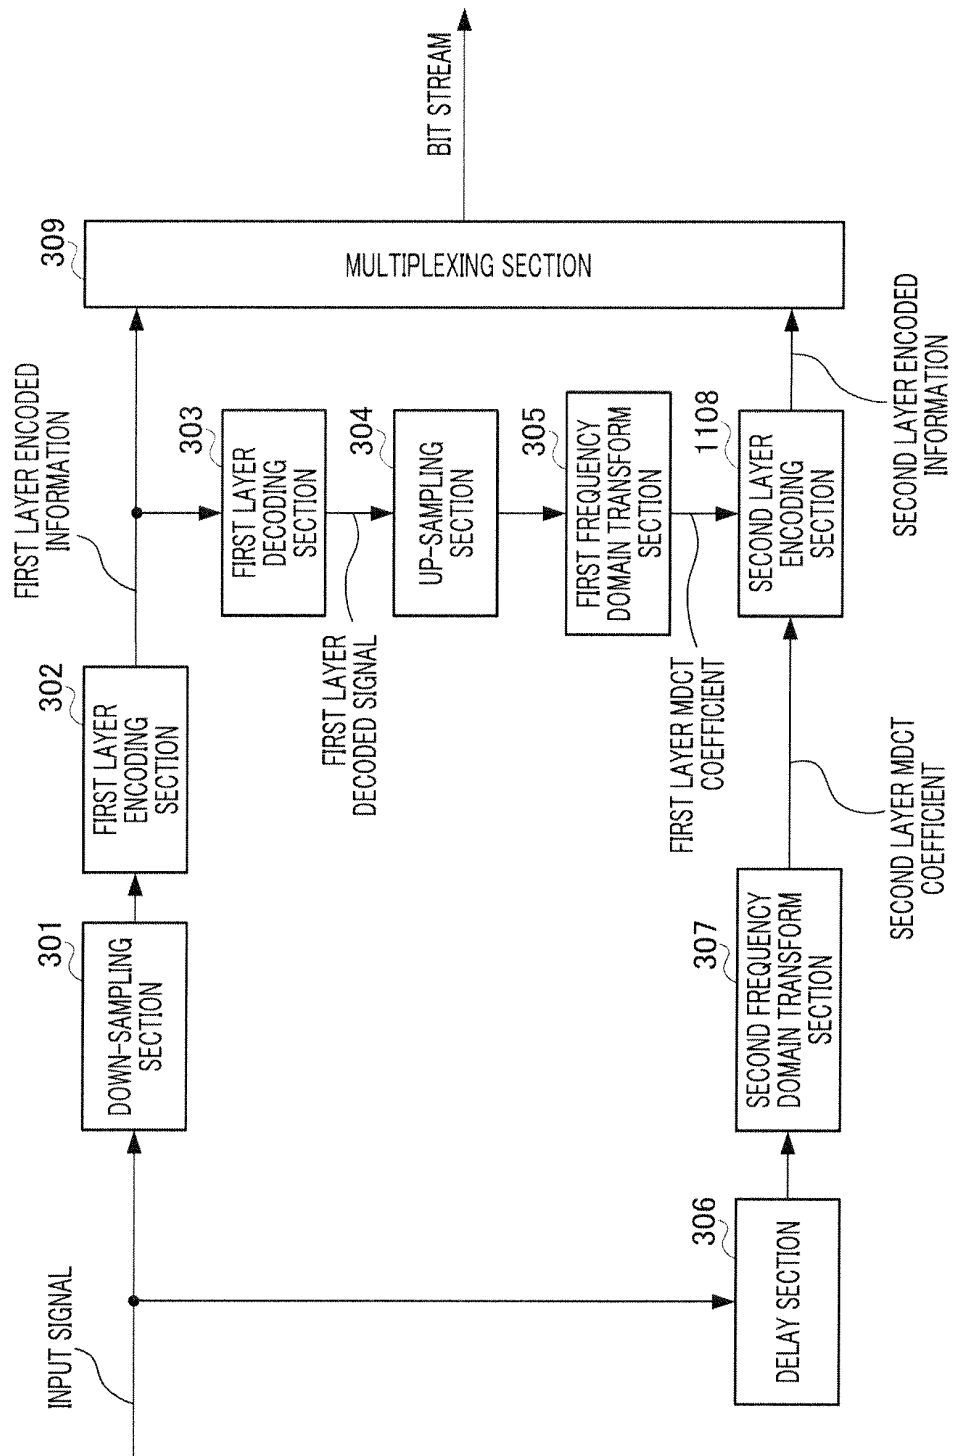 INPUT SIGNAL
301
DOWN-SAMPLING
SECTION
302
FIRST LAYER
ENCODING
SECTION
FIRST LAYER ENCODED
INFORMATION
303
FIRST LAYER
DECODING
SECTION
FIRST LAYER
DECODED SIGNAL
304
UP-SAMPLING
SECTION
305
FIRST FREQUENCY
DOMAIN TRANSFORM
SECTION
FIRST LAYER MDCT
COEFFICIENT
306
DELAY SECTION
307
SECOND FREQUENCY
DOMAIN TRANSFORM
SECTION
SECOND LAYER MDCT
COEFFICIENT
1108
SECOND LAYER
ENCODING
SECTION
SECOND LAYER ENCODED
INFORMATION
309
MULTIPLEXING SECTION
BIT STREAM